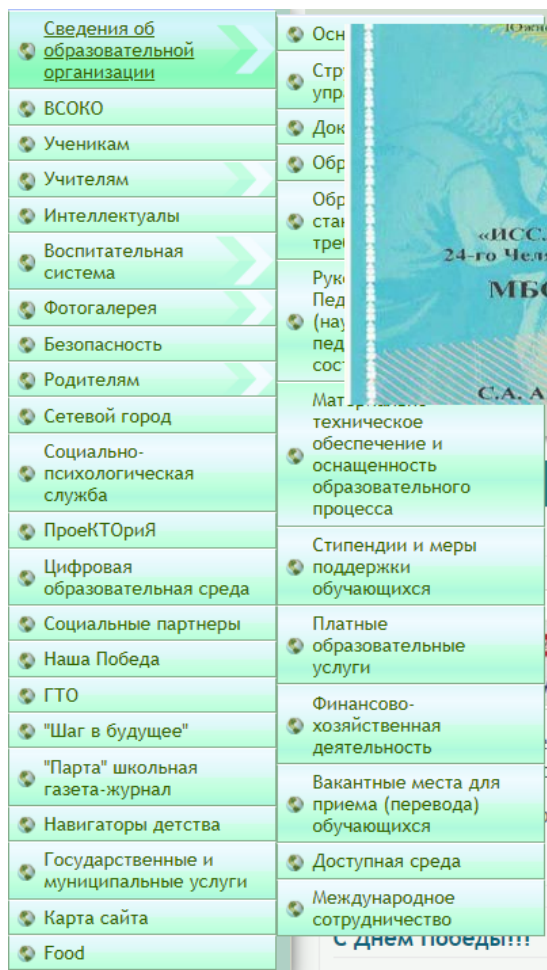 Сведения об
образовательной
организации
ВСОКО
Ученикам
Учителям
Интеллектуалы
Воспитательная
система
Фотогалерея
Безопасность
Родителям
Сетевой город
Социально-
психологическая
служба
ПроеКТОриЯ
Цифровая
образовательная среда
Социальные партнеры
Наша Победа
ГТО
"Шаг в будущее"
"Парта" школьная
газета-журнал
Навигаторы детства
Государственные и
муниципальные услуги
Карта сайта
Food
техническое
обеспечение и
оснащенность
образовательного
процесса
Стипендии и меры
поддержки
обучающихся
Платные
образовательные
услуги
Финансово-
хозяйственная
деятельность
Вакантные места для
приема (перевода)
обучающихся
Доступная среда
Международное
сотрудничество
24-го
С.А.
С Днем Победы!!!